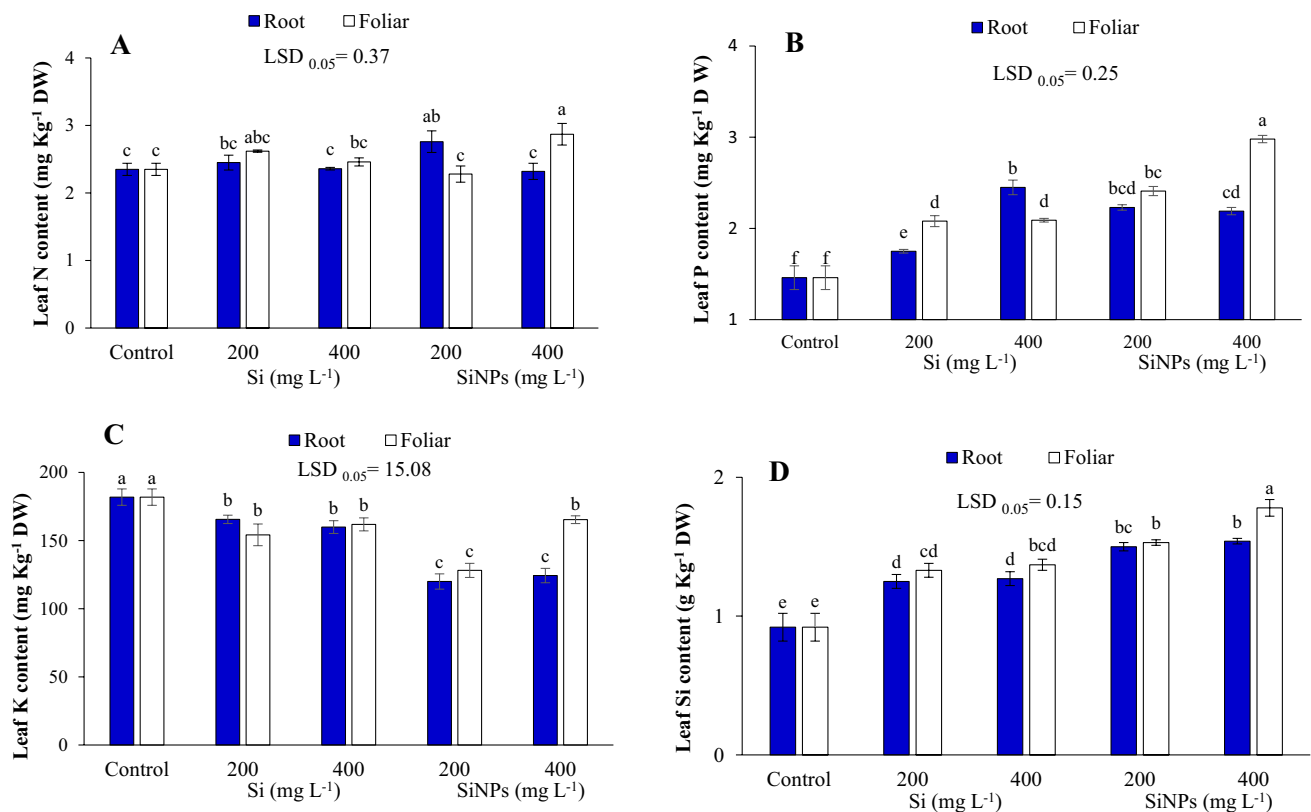 ■Root □Foliar
A
LSD 0.05= 0.37
Leaf N content (mg Kg-1 DW)
4
3
2
1
0
c c bc abc c bc ab c c a
Control 200 400 200 400
Si (mg L-1) SiNPs (mg L-1)
■Root □Foliar
B
LSD 0.05= 0.25
Leaf P content (mg Kg-1 D W)
4
3
2
1
f f e d b d bcd bc cd a
Control 200 400 200 400
Si (mg L-1) SiNPs (mg L-1)
C
■Root □Foliar
LSD 0.05= 15.08
Leaf K content (mg Kg-1 DW)
200
150
100
50
0
a a b b b b c c c b
Control 200 400 200 400
Si (mg L-1) SiNPs (mg L-1)
■Root □Foliar
D
LSD 0.05= 0.15
Leaf Si content (g Kg-1 DW)
2
1
0
e e d cd d bcd bc b b a
Control 200 400 200 400
Si (mg L-1) SiNPs (mg L-1)